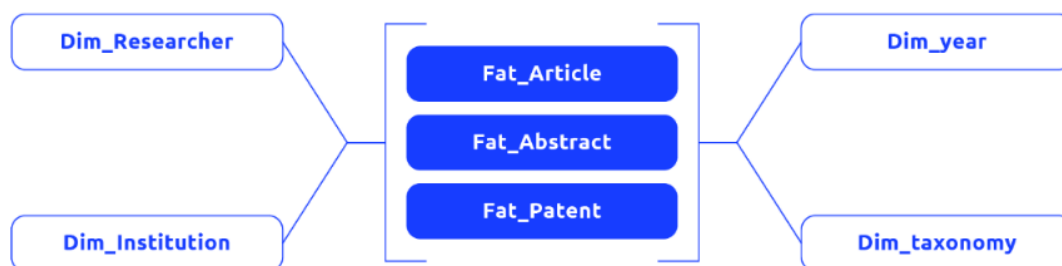 Dim_Researcher
Dim_Institution
Fat_Article
Fat_Abstract
Fat_Patent
Dim_year
Dim_taxonomy